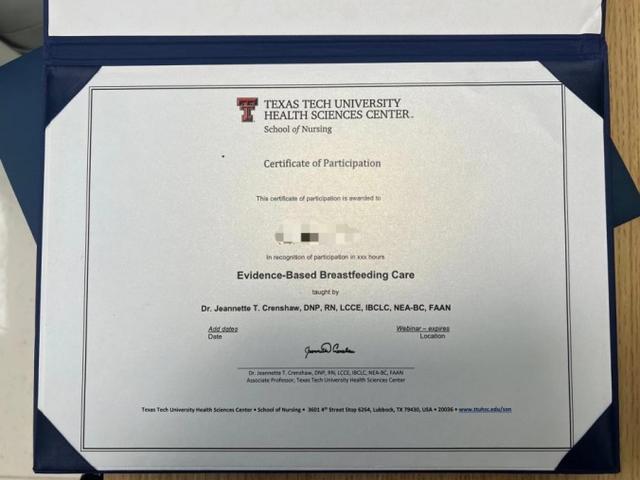 TEXAS TECH UNIVERSITY
HEALTH SCIENCES CENTER™
School of Nursing
Certificate of Participation
This certificate of participation is awarded to
In recognition of participation in xxx hours
Evidence-Based Breastfeeding Care
taught by
Dr. Jeannette T. Crenshaw, DNP, RN, LCCE, IBCLC, NEA-BC, FAAN
Add dates Webinar – expires
Date Location
Dr. Jeannette T. Crenshaw, DNP, RN, LCCE, IBCLC, NEA-BC, FAAN
Associate Professor, Texas Tech University Health Sciences Center
Texas Tech University Health Sciences Center • School of Nursing • 3601 4th Street Stop 6264, Lubbock, TX 79430, USA • 20036 • www.ttuhsc.edu/son